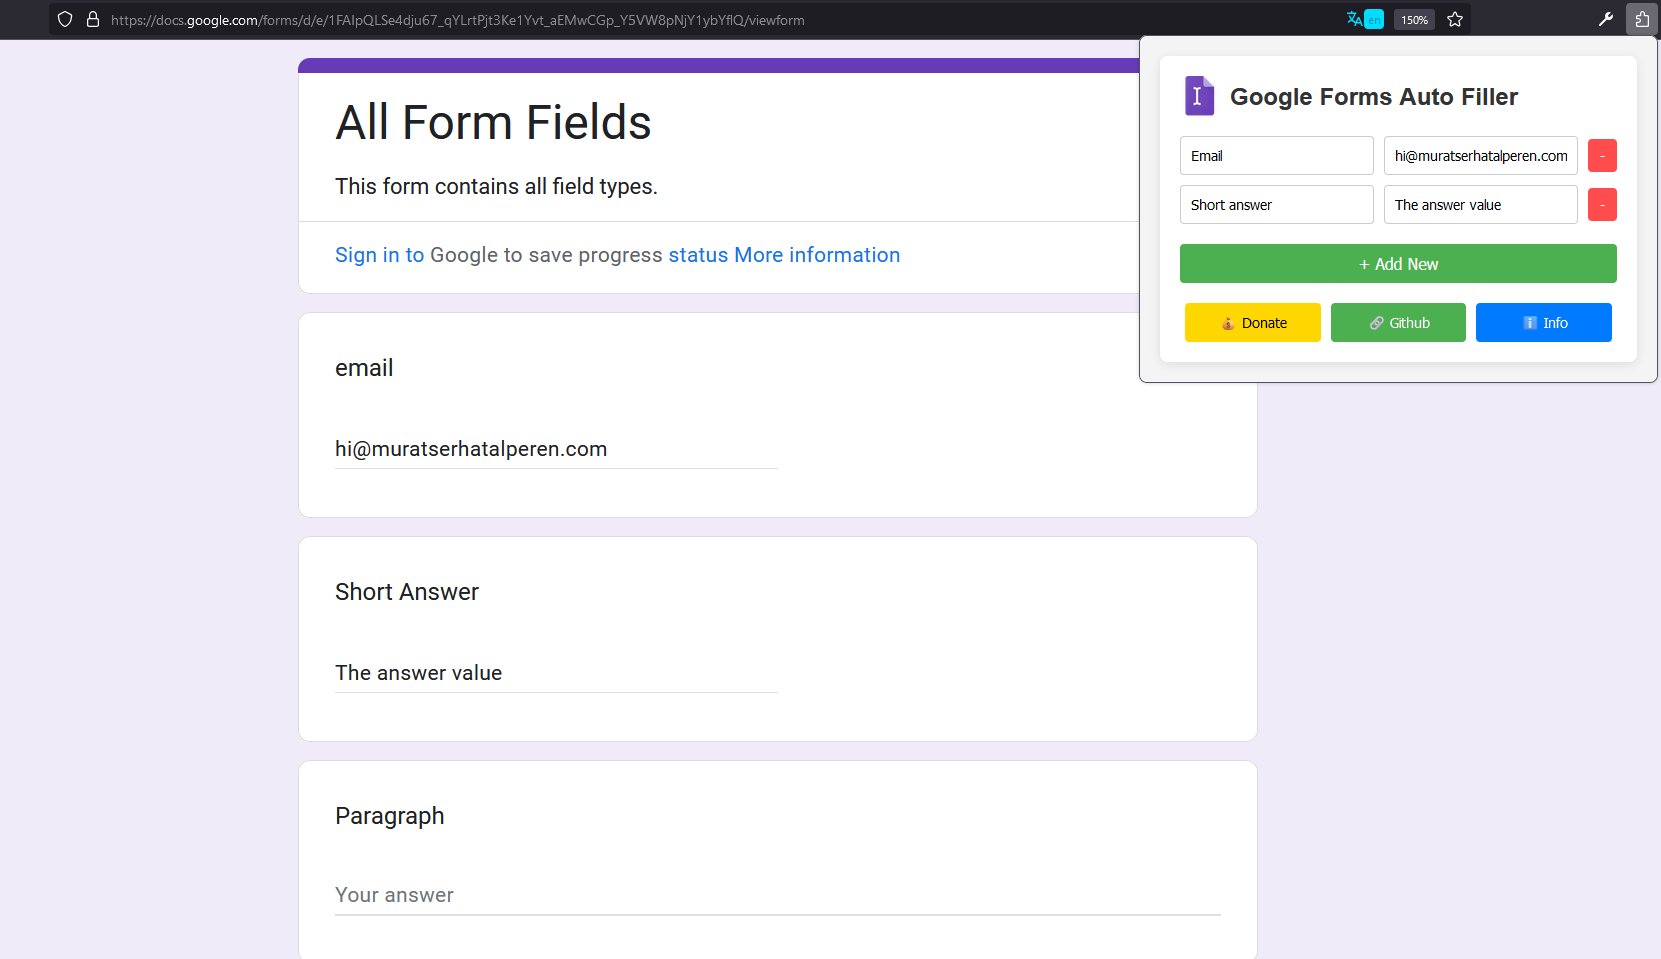 https://docs.google.com/forms/d/e/1FAIpQLSe4dju67_qYLrtPjt3Ke1Yvt_aEMwCGp_Y5VW8pNjY1ybYflQ/viewform
en
150%
All Form Fields
This form contains all field types.
Sign in to Google to save progress status More information
email
hi@muratserhatalperen.com
Short Answer
The answer value
Paragraph
Your answer
Google Forms Auto Filler
Email hi@muratserhatalperen.com -
Short answer The answer value -
+ Add New
Donate Github Info